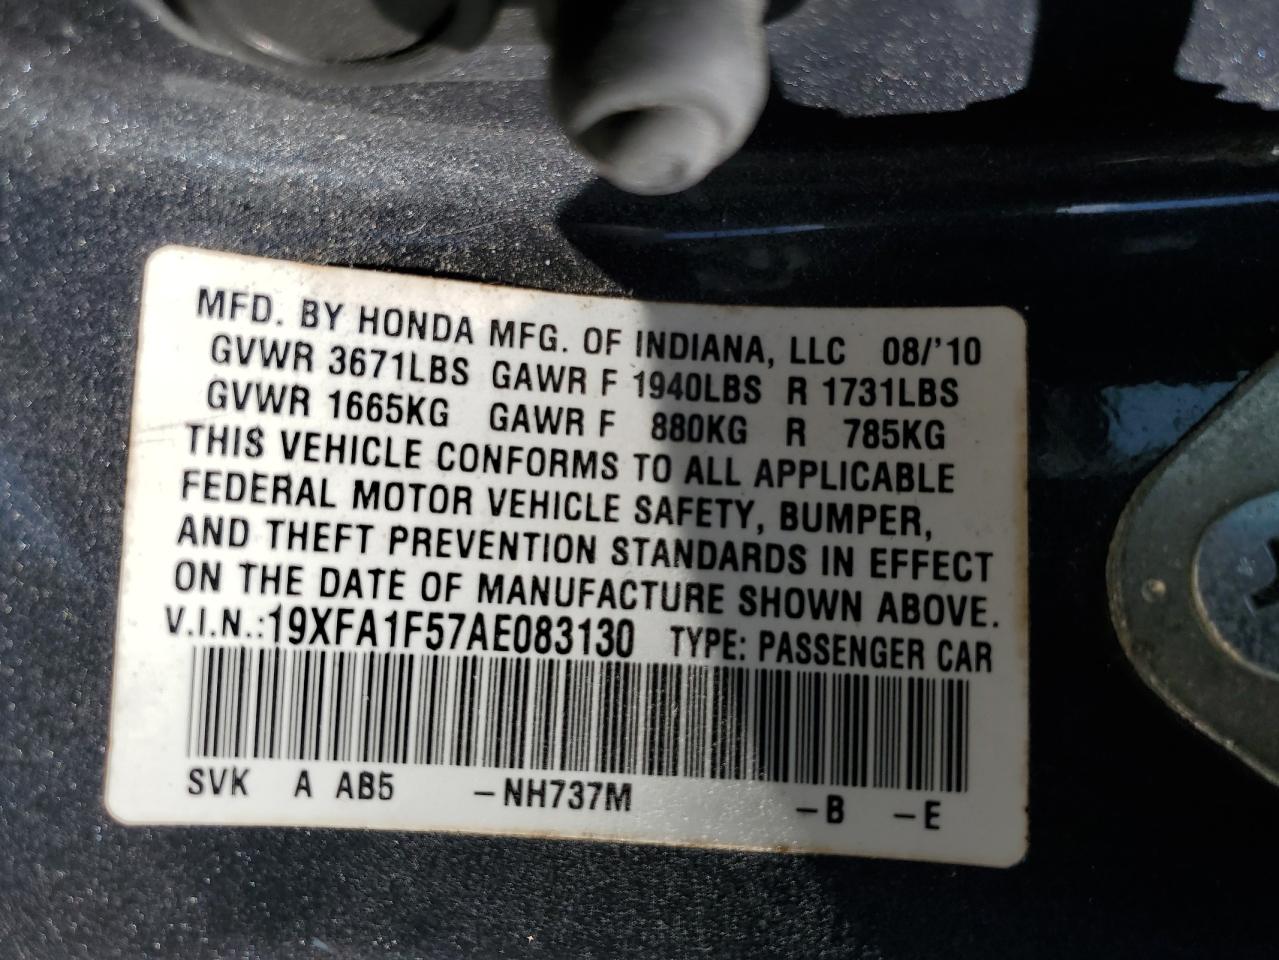 MFD. BY HONDA MFG. OF INDIANA, LLC 08/'10
GVWR 3671LBS GAWR F 1940LBS R 1731LBS
GVWR 1665KG GAWR F 880KG R 785KG
THIS VEHICLE CONFORMS TO ALL APPLICABLE
FEDERAL MOTOR VEHICLE SAFETY, BUMPER,
AND THEFT PREVENTION STANDARDS IN EFFECT
ON THE DATE OF MANUFACTURE SHOWN ABOVE.
V.I.N.:19XFA1F57AE083130 TYPE: PASSENGER CAR
SVK A AB5 -NH737M -B -E